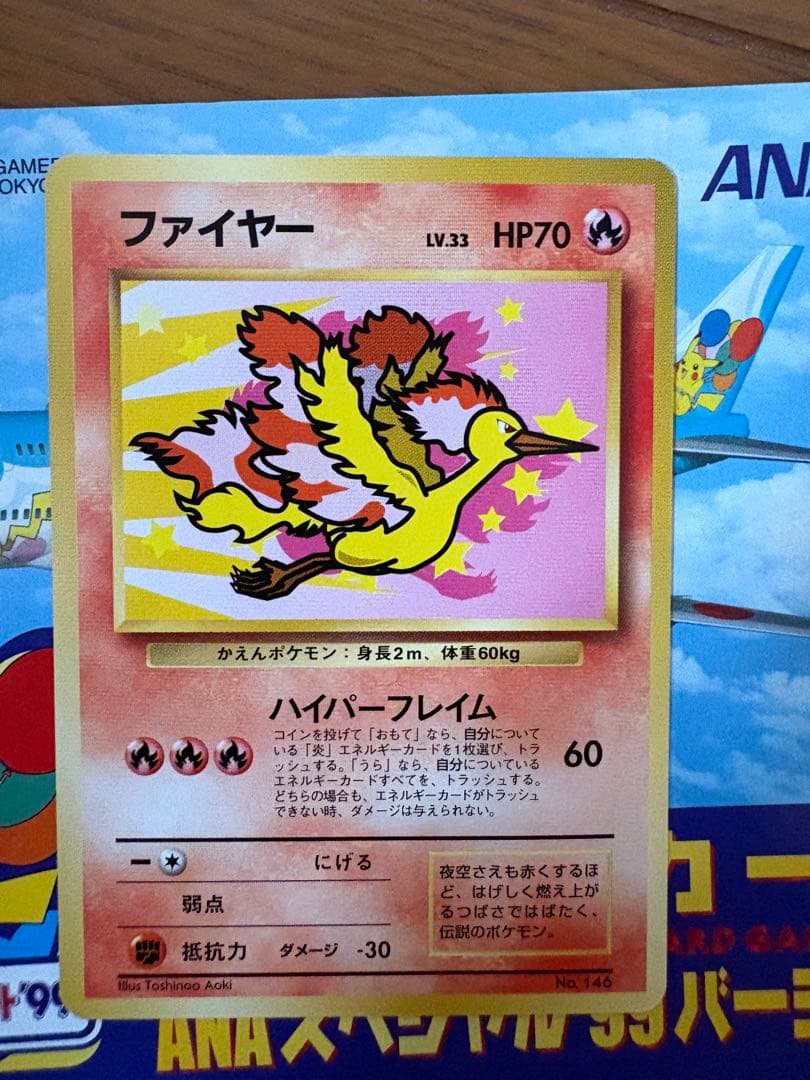 ファイヤー LV.33 HP70
かえんポケモン：身長2m、体重60kg
ハイパーフレイム
コインを投げて「おもて」なら、自分について
いる「炎」エネルギーカードを1枚選び、トラ
ッシュする。「うら」なら、自分についている
エネルギーカードすべてを、トラッシュする。
どちらの場合も、エネルギーカードがトラッシュ
できない時、ダメージは与えられない。
60
にげる
弱点
抵抗力 ダメージ -30
夜空さえも赤くするほ
ど、はげしく燃え上が
るつばさではばたく、
伝説のポケモン。
Illus Toshinao Aoki
No. 146
ANAスペシャル'99バー